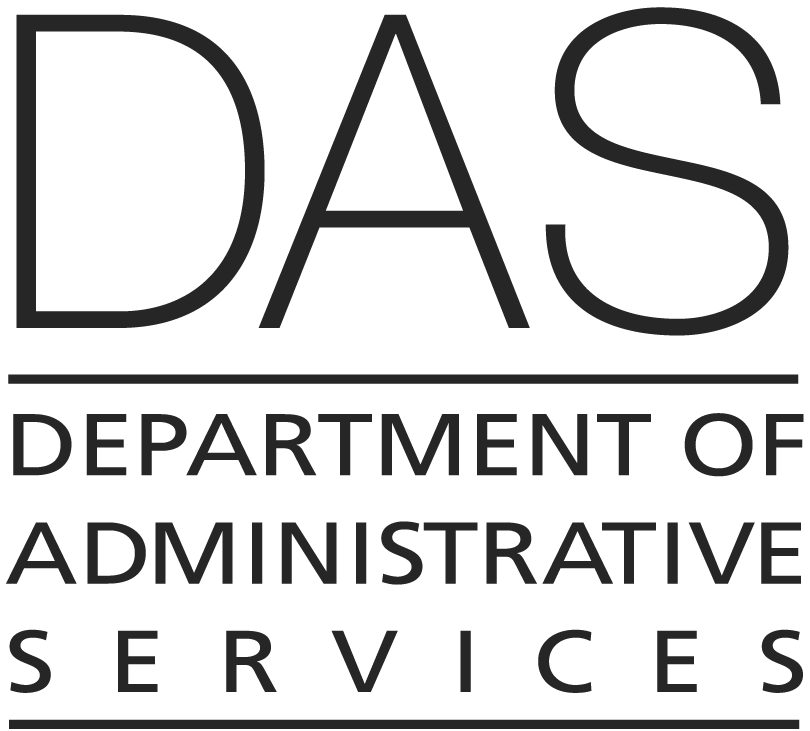 DAS
DEPARTMENT OF
ADMINISTRATIVE
SERVICES